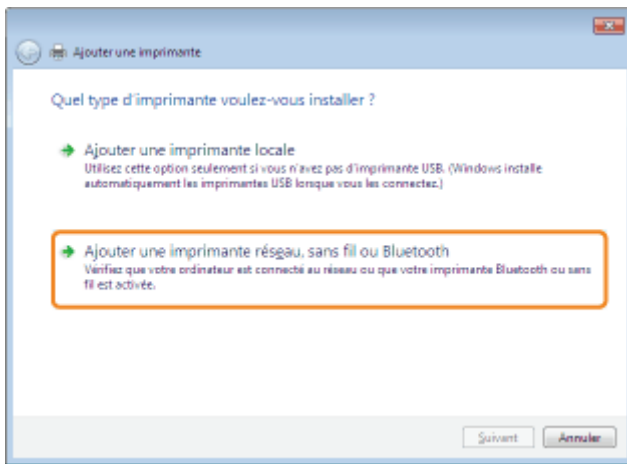 Ajouter une imprimante
Quel type d'imprimante voulez-vous installer ?
Ajouter une imprimante locale
Utilisez cette option seulement si vous n'avez pas d'imprimante USB. (Windows installe
automatiquement les imprimantes USB lorsque vous les connectez.)
Ajouter une imprimante réseau, sans fil ou Bluetooth
Vérifiez que votre ordinateur est connecté au réseau ou que votre imprimante Bluetooth ou sans
fil est activée.
Suivant Annuler